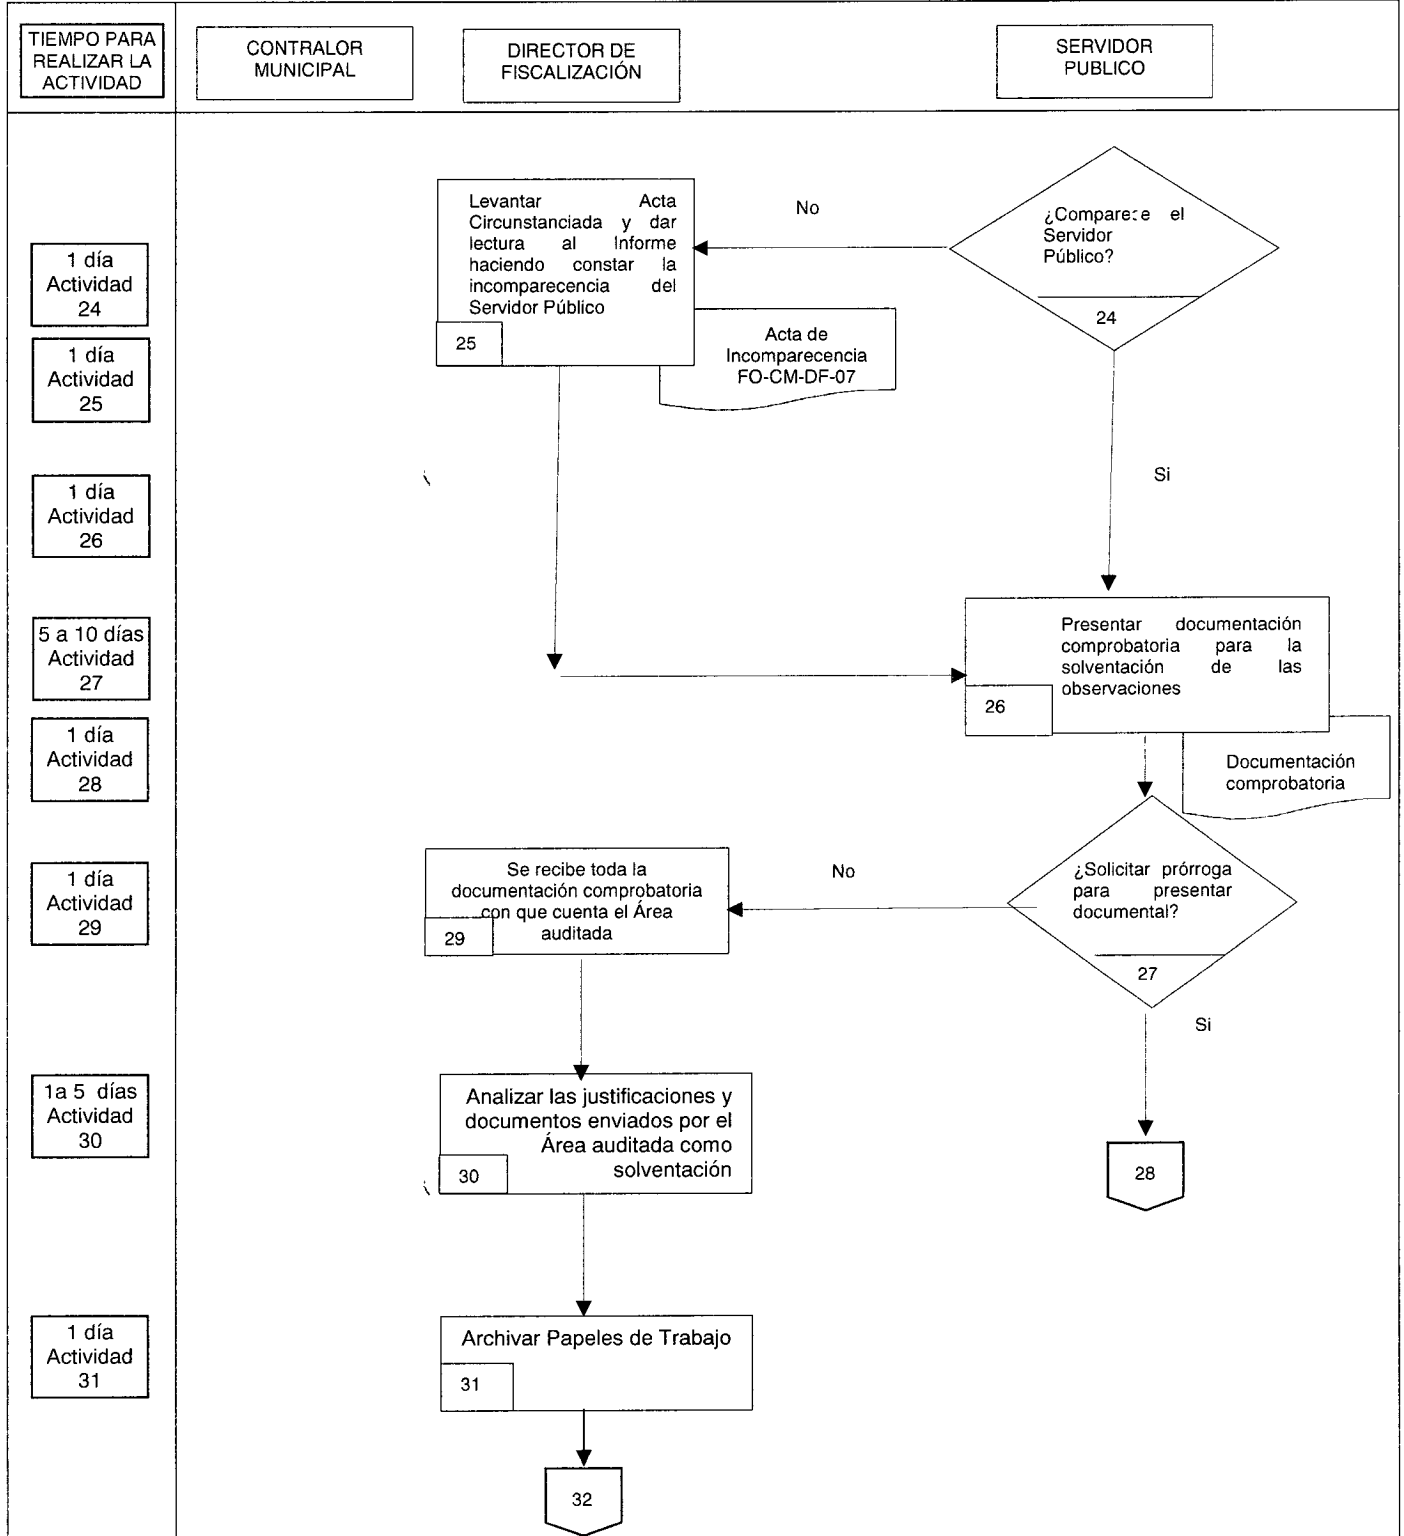 TIEMPO PARA
REALIZAR LA
ACTIVIDAD
CONTRALOR
MUNICIPAL
DIRECTOR DE
FISCALIZACIÓN
SERVIDOR
PUBLICO
1 día
Actividad
24
1 día
Actividad
25
1 día
Actividad
26
5 a 10 días
Actividad
27
1 día
Actividad
28
1 día
Actividad
29
1a 5 días
Actividad
30
1 día
Actividad
31
¿Comparece el
Servidor
Público?
24
No
Levantar Acta
Circunstanciada y dar
lectura al Informe
haciendo constar la
incomparecencia del
Servidor Público
25
Acta de
Incomparecencia
FO-CM-DF-07
Si
Presentar documentación
comprobatoria para la
solventación de las
observaciones
26
Documentación
comprobatoria
¿Solicitar prórroga
para presentar
documental?
27
No
Se recibe toda la
documentación comprobatoria
con que cuenta el Área
auditada
29
Si
28
Analizar las justificaciones y
documentos enviados por el
Área auditada como
solventación
30
Archivar Papeles de Trabajo
31
32